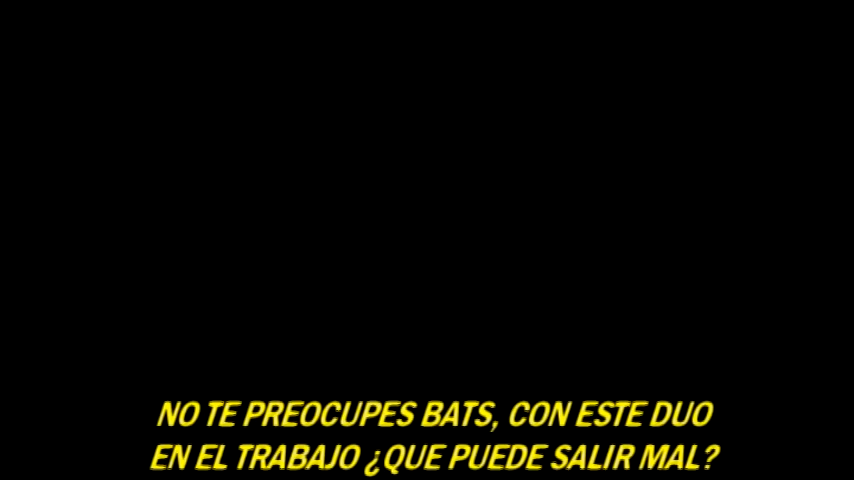 NO TE PREOCUPES BATS, CON ESTE DUO
EN EL TRABAJO ¿QUE PUEDE SALIR MAL?